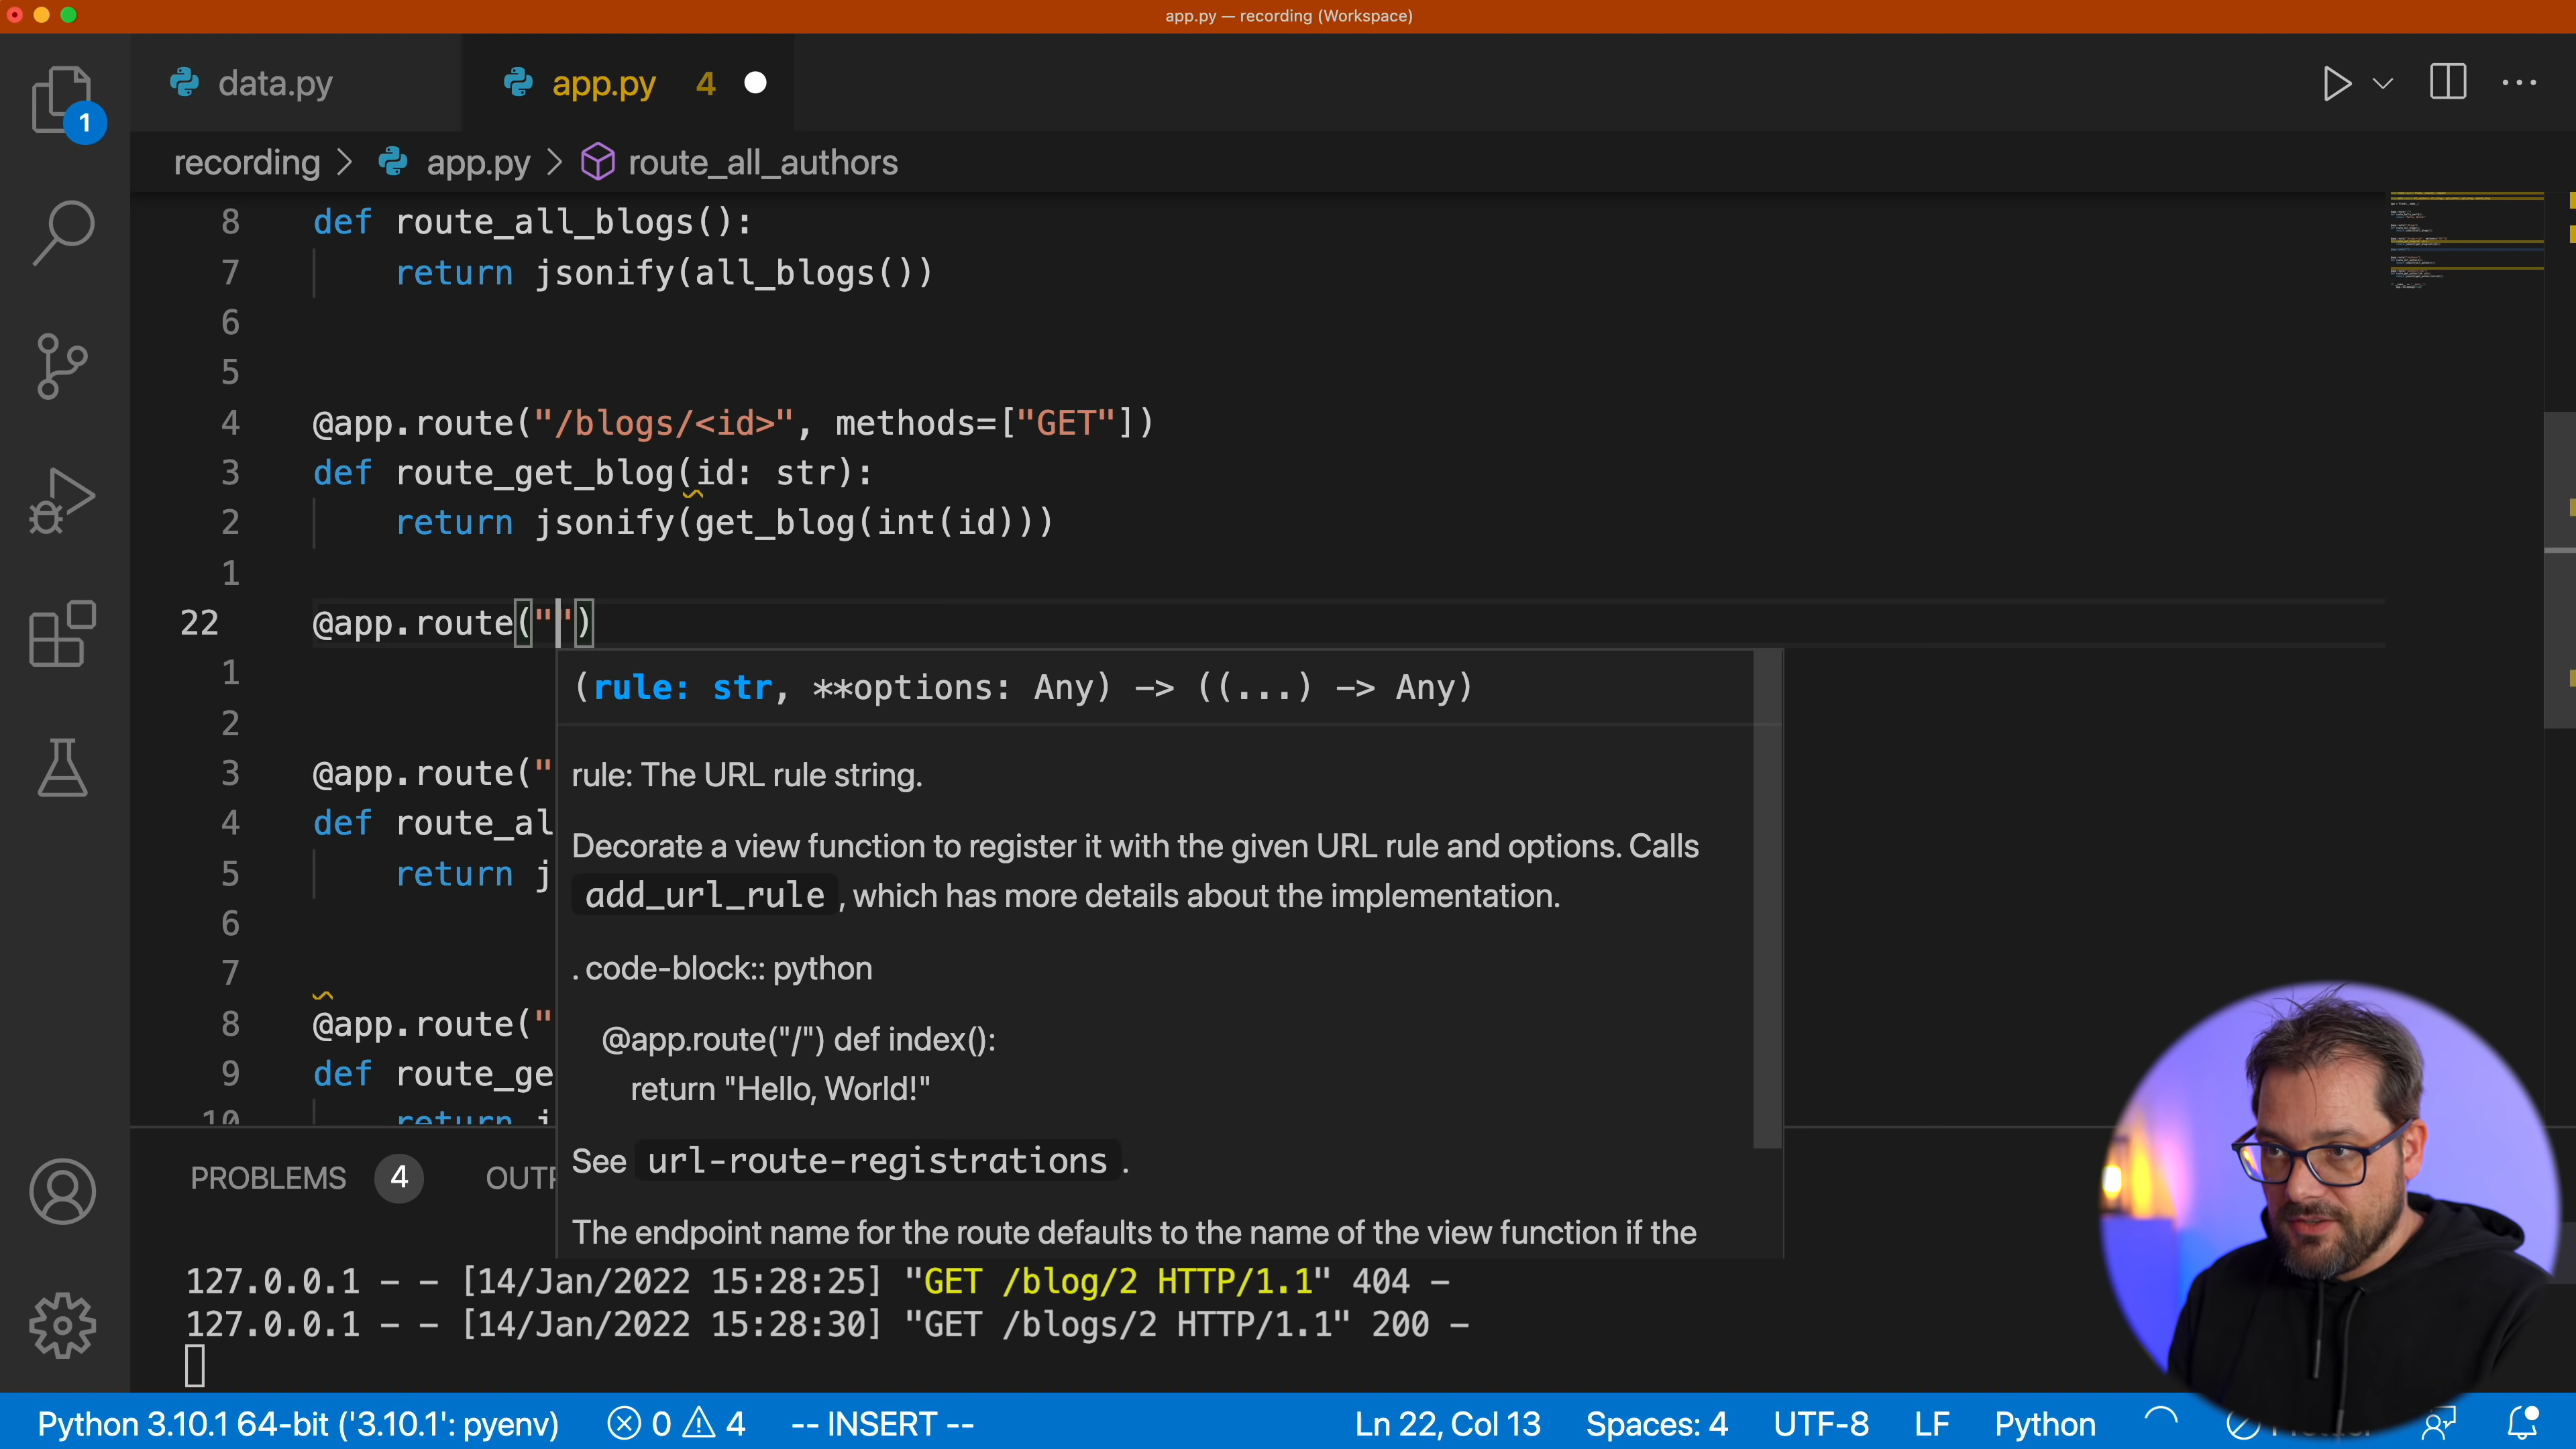 app.py — recording (Workspace)
data.py
app.py 4
1
recording > app.py > route_all_authors
8 def route_all_blogs():
7 return jsonify(all_blogs())
6
5
4 @app.route("/blogs/<id>", methods=["GET"])
3 def route_get_blog(id: str):
2 return jsonify(get_blog(int(id)))
1
22 @app.route("")
1
2
3 @app.route("
4 def route_al
5 return j
6
7
8 @app.route("
9 def route_ge
10 return j
(rule: str, **options: Any) -> ((...) -> Any)
rule: The URL rule string.
Decorate a view function to register it with the given URL rule and options. Calls
add_url_rule , which has more details about the implementation.
. code-block:: python
@app.route("/") def index():
return "Hello, World!"
See url-route-registrations .
The endpoint name for the route defaults to the name of the view function if the
PROBLEMS 4 OUTP
127.0.0.1 - - [14/Jan/2022 15:28:25] "GET /blog/2 HTTP/1.1" 404 -
127.0.0.1 - - [14/Jan/2022 15:28:30] "GET /blogs/2 HTTP/1.1" 200 -
Python 3.10.1 64-bit ('3.10.1': pyenv) 0 4 -- INSERT -- Ln 22, Col 13 Spaces: 4 UTF-8 LF Python